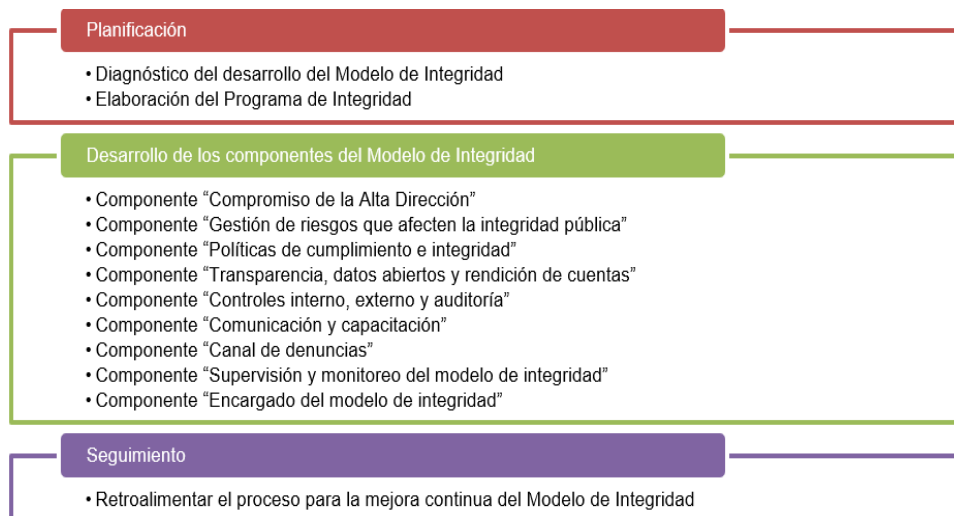 Planificación
• Diagnóstico del desarrollo del Modelo de Integridad
• Elaboración del Programa de Integridad
Desarrollo de los componentes del Modelo de Integridad
• Componente “Compromiso de la Alta Dirección”
• Componente “Gestión de riesgos que afecten la integridad pública”
• Componente “Políticas de cumplimiento e integridad”
• Componente “Transparencia, datos abiertos y rendición de cuentas”
• Componente “Controles interno, externo y auditoría”
• Componente “Comunicación y capacitación”
• Componente “Canal de denuncias”
• Componente “Supervisión y monitoreo del modelo de integridad”
• Componente “Encargado del modelo de integridad”
Seguimiento
• Retroalimentar el proceso para la mejora continua del Modelo de Integridad